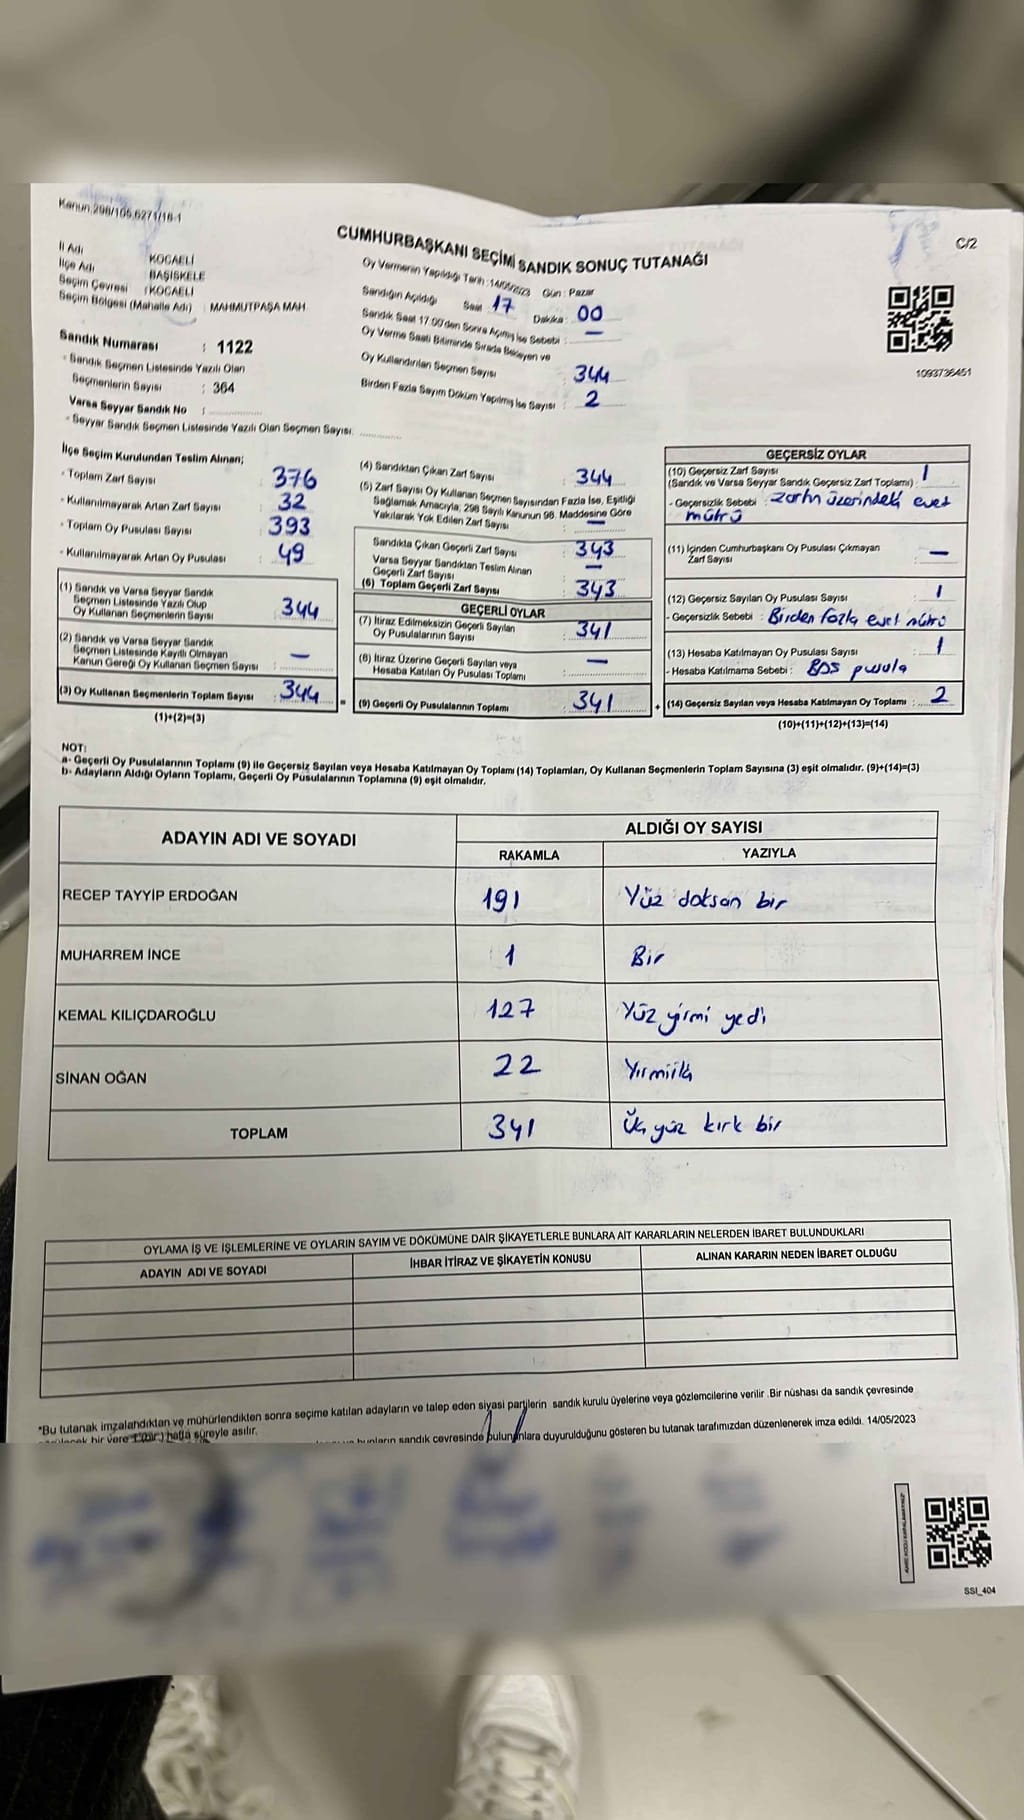 Kanun:298/105,6271/18-1
CUMHURBAŞKANI SEÇİMİ SANDIK SONUÇ TUTANAĞI
C/2
İl Adı KOCAELİ
İlçe Adı BAŞİSKELE
Seçim Çevresi : KOCAELİ
Seçim Bölgesi (Mahalle Adı) : MAHMUTPAŞA MAH.
Sandık Numarası : 1122
- Sandık Seçmen Listesinde Yazılı Olan
Seçmenlerin Sayısı : 364
Varsa Seyyar Sandık No :
- Seyyar Sandık Seçmen Listesinde Yazılı Olan Seçmen Sayısı:
Oy Vermenin Yapıldığı Tarih :14/05/2023 Gün : Pazar
Sandığın Açıldığı Saat : 17 Dakika : 00
Sandık Saat 17:00'den Sonra Açılmış İse Sebebi : —
Oy Verme Saati Bitiminde Sırada Bekleyen ve
Oy Kullandırılan Seçmen Sayısı : 344
Birden Fazla Sayım Döküm Yapılmış İse Sayısı : 2
1093736451
İlçe Seçim Kurulundan Teslim Alınan;
- Toplam Zarf Sayısı : 376
- Kullanılmayarak Artan Zarf Sayısı : 32
- Toplam Oy Pusulası Sayısı : 393
- Kullanılmayarak Artan Oy Pusulası : 49
(1) Sandık ve Varsa Seyyar Sandık
Seçmen Listesinde Yazılı Olup
Oy Kullanan Seçmenlerin Sayısı : 344
(2) Sandık ve Varsa Seyyar Sandık
Seçmen Listesinde Kayıtlı Olmayan
Kanun Gereği Oy Kullanan Seçmen Sayısı : —
(3) Oy Kullanan Seçmenlerin Toplam Sayısı : 344
(1)+(2)=(3)
(4) Sandıktan Çıkan Zarf Sayısı : 344
(5) Zarf Sayısı Oy Kullanan Seçmen Sayısından Fazla İse, Eşitliği
Sağlamak Amacıyla; 298 Sayılı Kanunun 98. Maddesine Göre
Yakılarak Yok Edilen Zarf Sayısı : —
Sandıkta Çıkan Geçerli Zarf Sayısı : 343
Varsa Seyyar Sandıktan Teslim Alınan
Geçerli Zarf Sayısı : —
(6) Toplam Geçerli Zarf Sayısı : 343
GEÇERLİ OYLAR
(7) İtiraz Edilmeksizin Geçerli Sayılan
Oy Pusulalarının Sayısı : 341
(8) İtiraz Üzerine Geçerli Sayılan veya
Hesaba Katılan Oy Pusulası Toplamı : —
= (9) Geçerli Oy Pusulalarının Toplamı : 341
GEÇERSİZ OYLAR
(10) Geçersiz Zarf Sayısı
(Sandık ve Varsa Seyyar Sandık Geçersiz Zarf Toplamı) : 1
- Geçersizlik Sebebi : zarfın üzerindeki evet
mührü
(11) İçinden Cumhurbaşkanı Oy Pusulası Çıkmayan
Zarf Sayısı : —
(12) Geçersiz Sayılan Oy Pusulası Sayısı : 1
- Geçersizlik Sebebi : Birden fazla evet mührü
(13) Hesaba Katılmayan Oy Pusulası Sayısı : 1
- Hesaba Katılmama Sebebi : BOŞ pusula
+ (14) Geçersiz Sayılan veya Hesaba Katılmayan Oy Toplamı : 2
(10)+(11)+(12)+(13)=(14)
NOT:
a- Geçerli Oy Pusulalarının Toplamı (9) ile Geçersiz Sayılan veya Hesaba Katılmayan Oy Toplamı (14) Toplamları, Oy Kullanan Seçmenlerin Toplam Sayısına (3) eşit olmalıdır. (9)+(14)=(3)
b- Adayların Aldığı Oyların Toplamı, Geçerli Oy Pusulalarının Toplamına (9) eşit olmalıdır.
ADAYIN ADI VE SOYADI ALDIĞI OY SAYISI
RAKAMLA YAZIYLA
RECEP TAYYİP ERDOĞAN 191 Yüz doksan bir
MUHARREM İNCE 1 Bir
KEMAL KILIÇDAROĞLU 127 Yüz yirmi yedi
SİNAN OĞAN 22 Yirmiiki
TOPLAM 341 Üç yüz kırk bir
OYLAMA İŞ VE İŞLEMLERİNE VE OYLARIN SAYIM VE DÖKÜMÜNE DAİR ŞİKAYETLERLE BUNLARA AİT KARARLARIN NELERDEN İBARET BULUNDUKLARI
ADAYIN ADI VE SOYADI İHBAR İTİRAZ VE ŞİKAYETİN KONUSU ALINAN KARARIN NEDEN İBARET OLDUĞU
*Bu tutanak imzalandıktan ve mühürlendikten sonra seçime katılan adayların ve talep eden siyasi partilerin sandık kurulu üyelerine veya gözlemcilerine verilir .Bir nüshası da sandık çevresinde
bir yere 1 (bir) hafta süreyle asılır.
bunların sandık çevresinde bulunanlara duyurulduğunu gösteren bu tutanak tarafımızdan düzenlenerek imza edildi. 14/05/2023
SSI_404